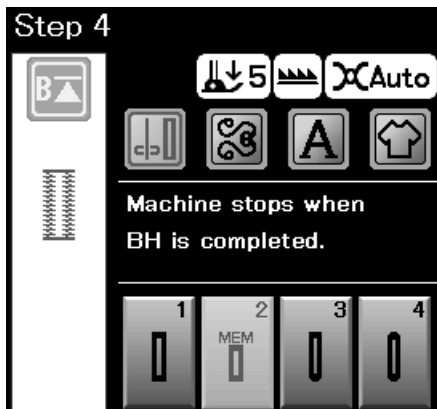 Step 4
B
5
Auto
A
Machine stops when
BH is completed.
1 2 3 4
MEM